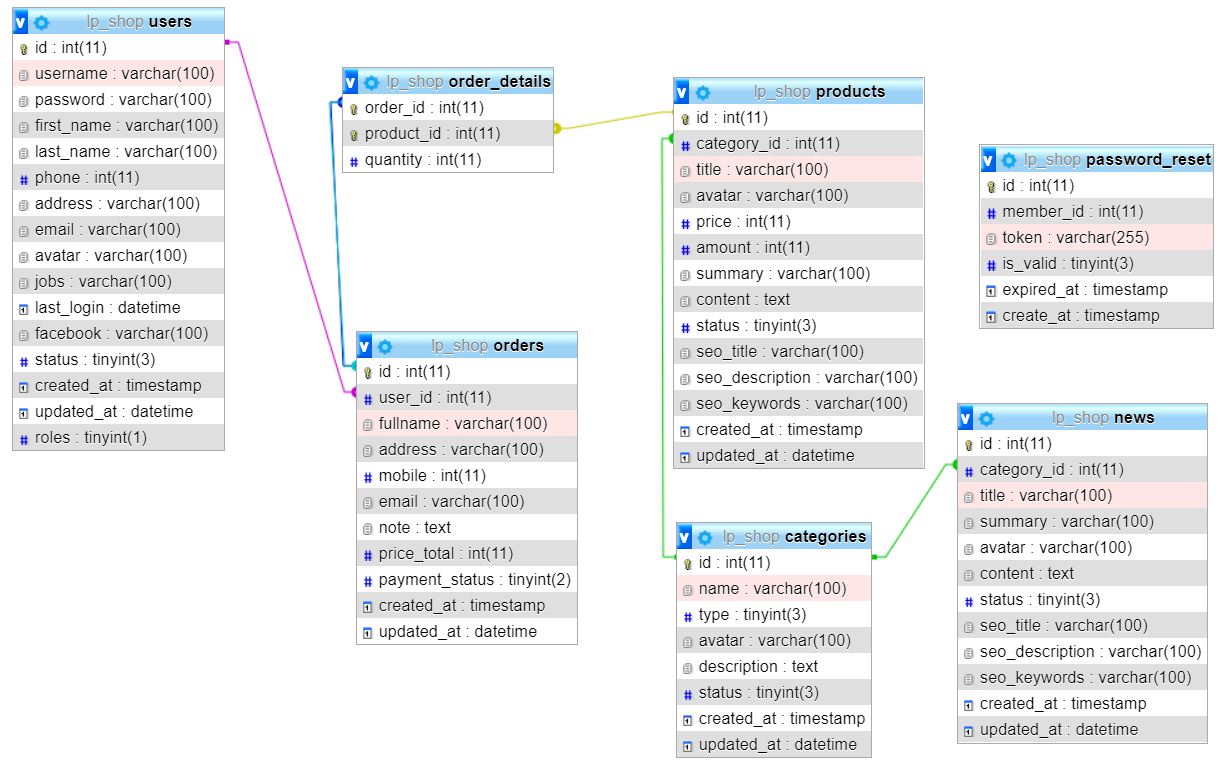 v lp_shop users
id : int(11)
username : varchar(100)
password : varchar(100)
first_name : varchar(100)
last_name : varchar(100)
# phone : int(11)
address : varchar(100)
email : varchar(100)
avatar : varchar(100)
jobs : varchar(100)
last_login : datetime
facebook : varchar(100)
# status : tinyint(3)
created_at : timestamp
updated_at : datetime
# roles : tinyint(1)
v lp_shop order_details
order_id : int(11)
product_id : int(11)
# quantity : int(11)
v lp_shop orders
id : int(11)
# user_id : int(11)
fullname : varchar(100)
address : varchar(100)
# mobile : int(11)
email : varchar(100)
note : text
# price_total : int(11)
# payment_status : tinyint(2)
created_at : timestamp
updated_at : datetime
v lp_shop products
id : int(11)
# category_id : int(11)
title : varchar(100)
avatar : varchar(100)
# price : int(11)
# amount : int(11)
summary : varchar(100)
content : text
# status : tinyint(3)
seo_title : varchar(100)
seo_description : varchar(100)
seo_keywords : varchar(100)
created_at : timestamp
updated_at : datetime
v lp_shop categories
id : int(11)
name : varchar(100)
# type : tinyint(3)
avatar : varchar(100)
description : text
# status : tinyint(3)
created_at : timestamp
updated_at : datetime
v lp_shop password_reset
id : int(11)
# member_id : int(11)
token : varchar(255)
# is_valid : tinyint(3)
expired_at : timestamp
create_at : timestamp
v lp_shop news
id : int(11)
# category_id : int(11)
title : varchar(100)
summary : varchar(100)
avatar : varchar(100)
content : text
# status : tinyint(3)
seo_title : varchar(100)
seo_description : varchar(100)
seo_keywords : varchar(100)
created_at : timestamp
updated_at : datetime